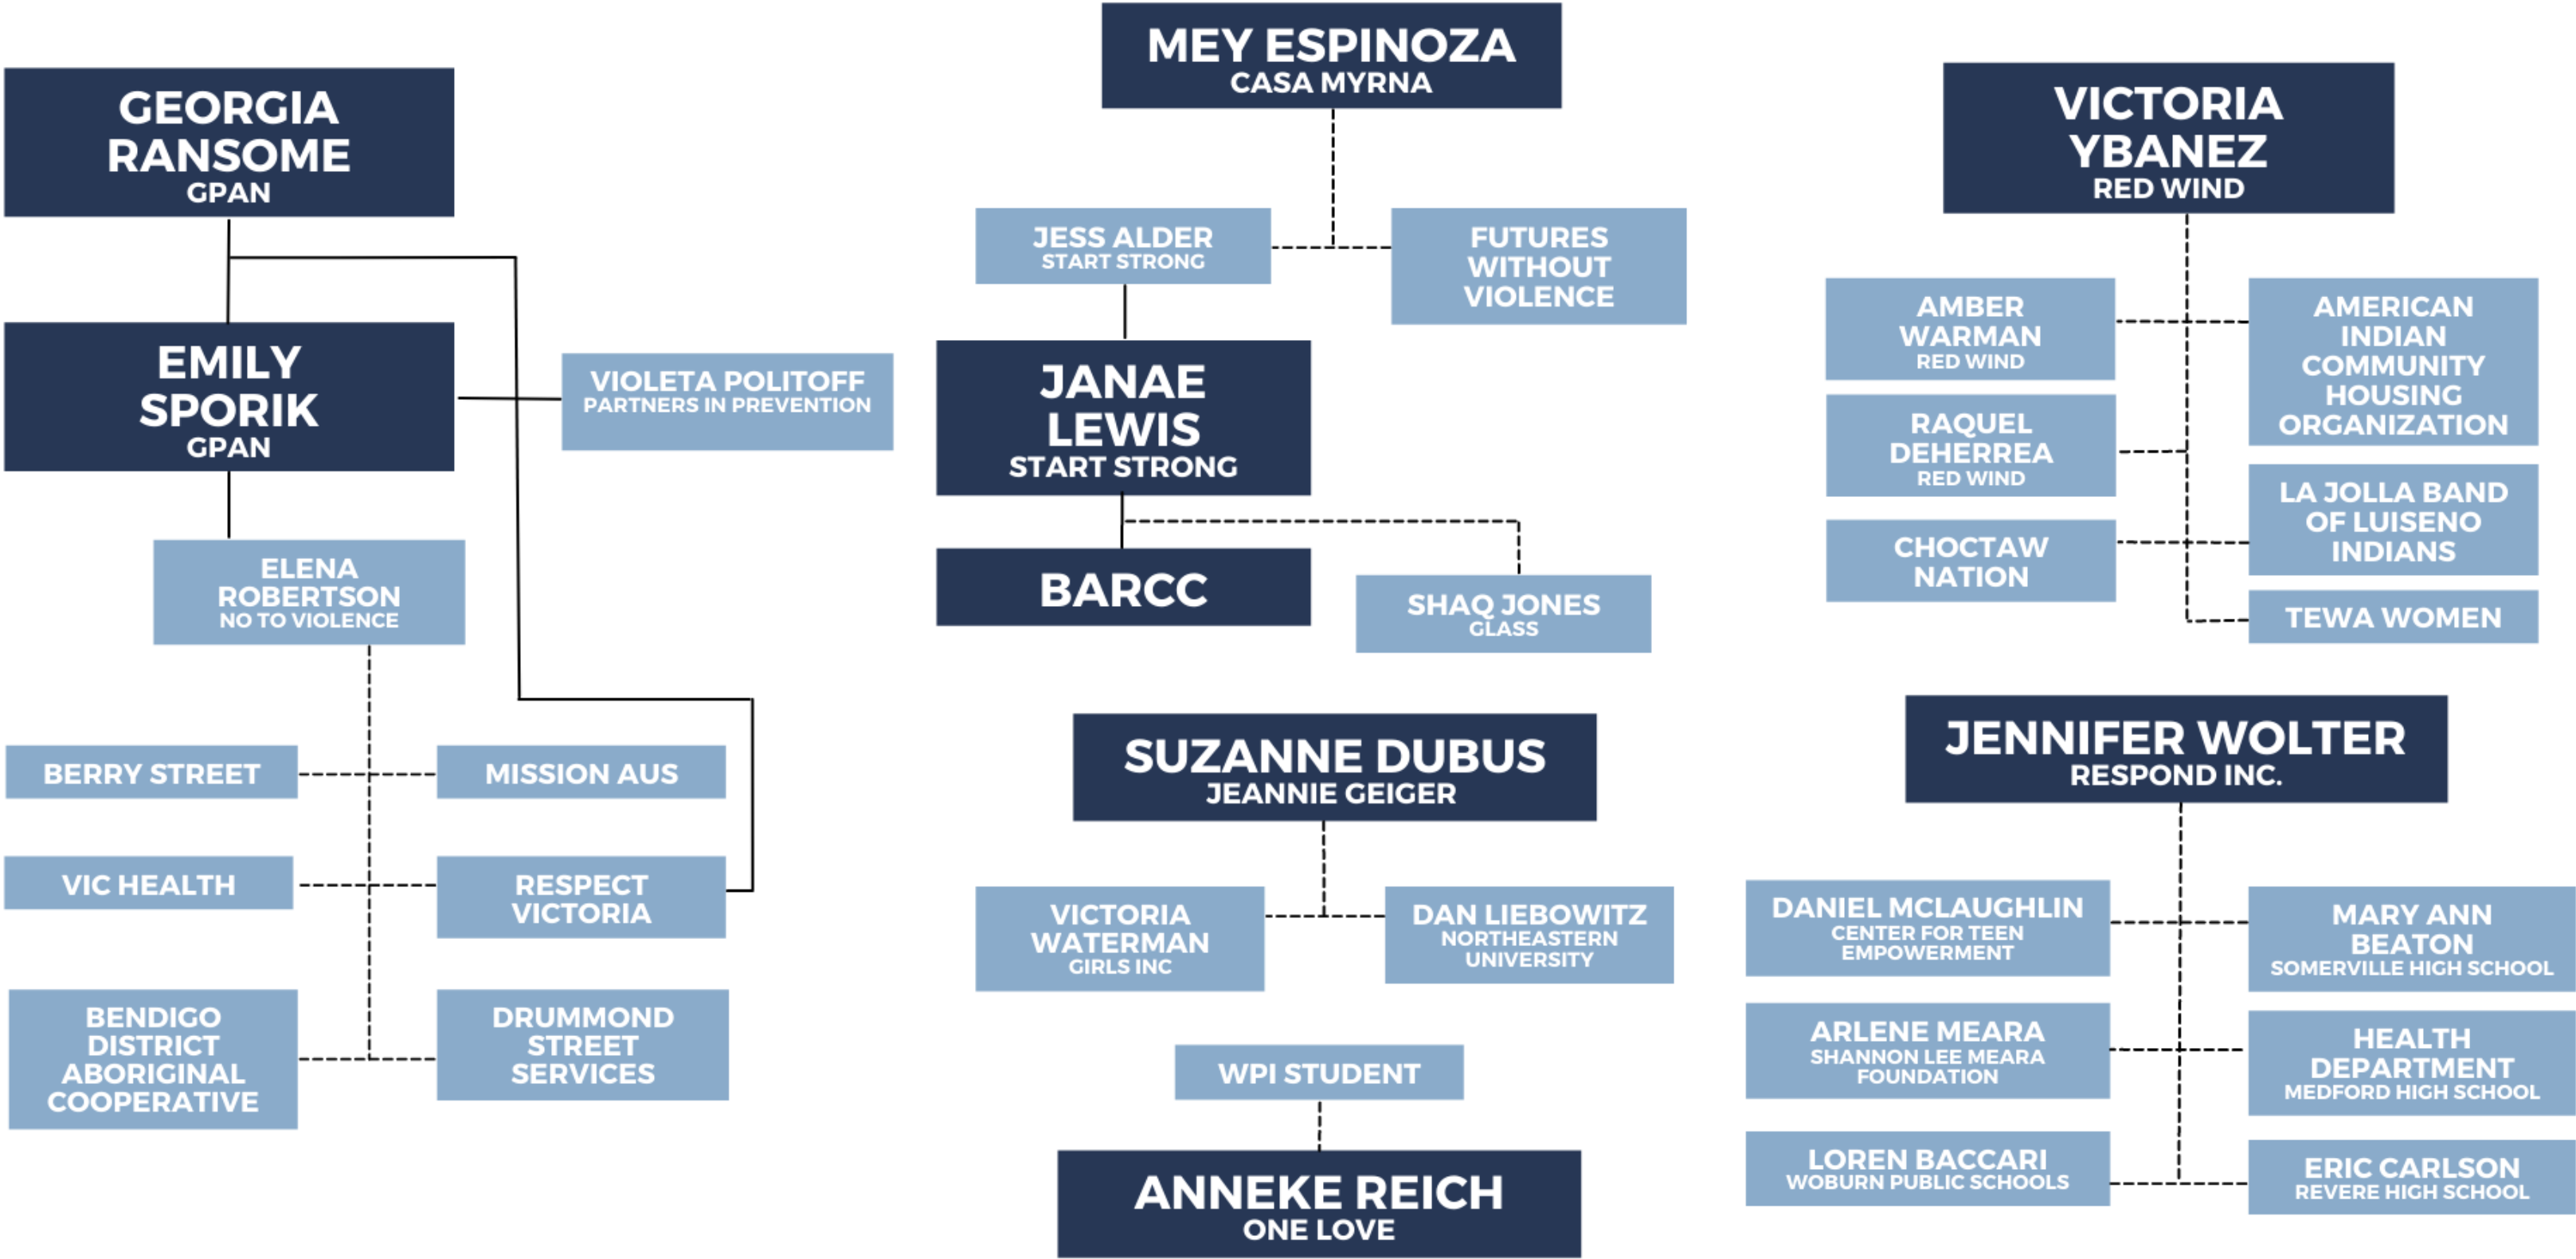 GEORGIA
RANSOME
GPAN
EMILY
SPORIK
GPAN
VIOLETA POLITOFF
PARTNERS IN PREVENTION
ELENA
ROBERTSON
NO TO VIOLENCE
BERRY STREET
MISSION AUS
VIC HEALTH
RESPECT
VICTORIA
BENDIGO
DISTRICT
ABORIGINAL
COOPERATIVE
DRUMMOND
STREET
SERVICES
MEY ESPINOZA
CASA MYRNA
JESS ALDER
START STRONG
FUTURES
WITHOUT
VIOLENCE
JANAE
LEWIS
START STRONG
BARCC
SHAQ JONES
GLASS
SUZANNE DUBUS
JEANNIE GEIGER
VICTORIA
WATERMAN
GIRLS INC
DAN LIEBOWITZ
NORTHEASTERN
UNIVERSITY
WPI STUDENT
ANNEKE REICH
ONE LOVE
VICTORIA
YBANEZ
RED WIND
AMBER
WARMAN
RED WIND
AMERICAN
INDIAN
COMMUNITY
HOUSING
ORGANIZATION
RAQUEL
DEHERREA
RED WIND
LA JOLLA BAND
OF LUISENO
INDIANS
CHOCTAW
NATION
TEWA WOMEN
JENNIFER WOLTER
RESPOND INC.
DANIEL MCLAUGHLIN
CENTER FOR TEEN
EMPOWERMENT
MARY ANN
BEATON
SOMERVILLE HIGH SCHOOL
ARLENE MEARA
SHANNON LEE MEARA
FOUNDATION
HEALTH
DEPARTMENT
MEDFORD HIGH SCHOOL
LOREN BACCARI
WOBURN PUBLIC SCHOOLS
ERIC CARLSON
REVERE HIGH SCHOOL